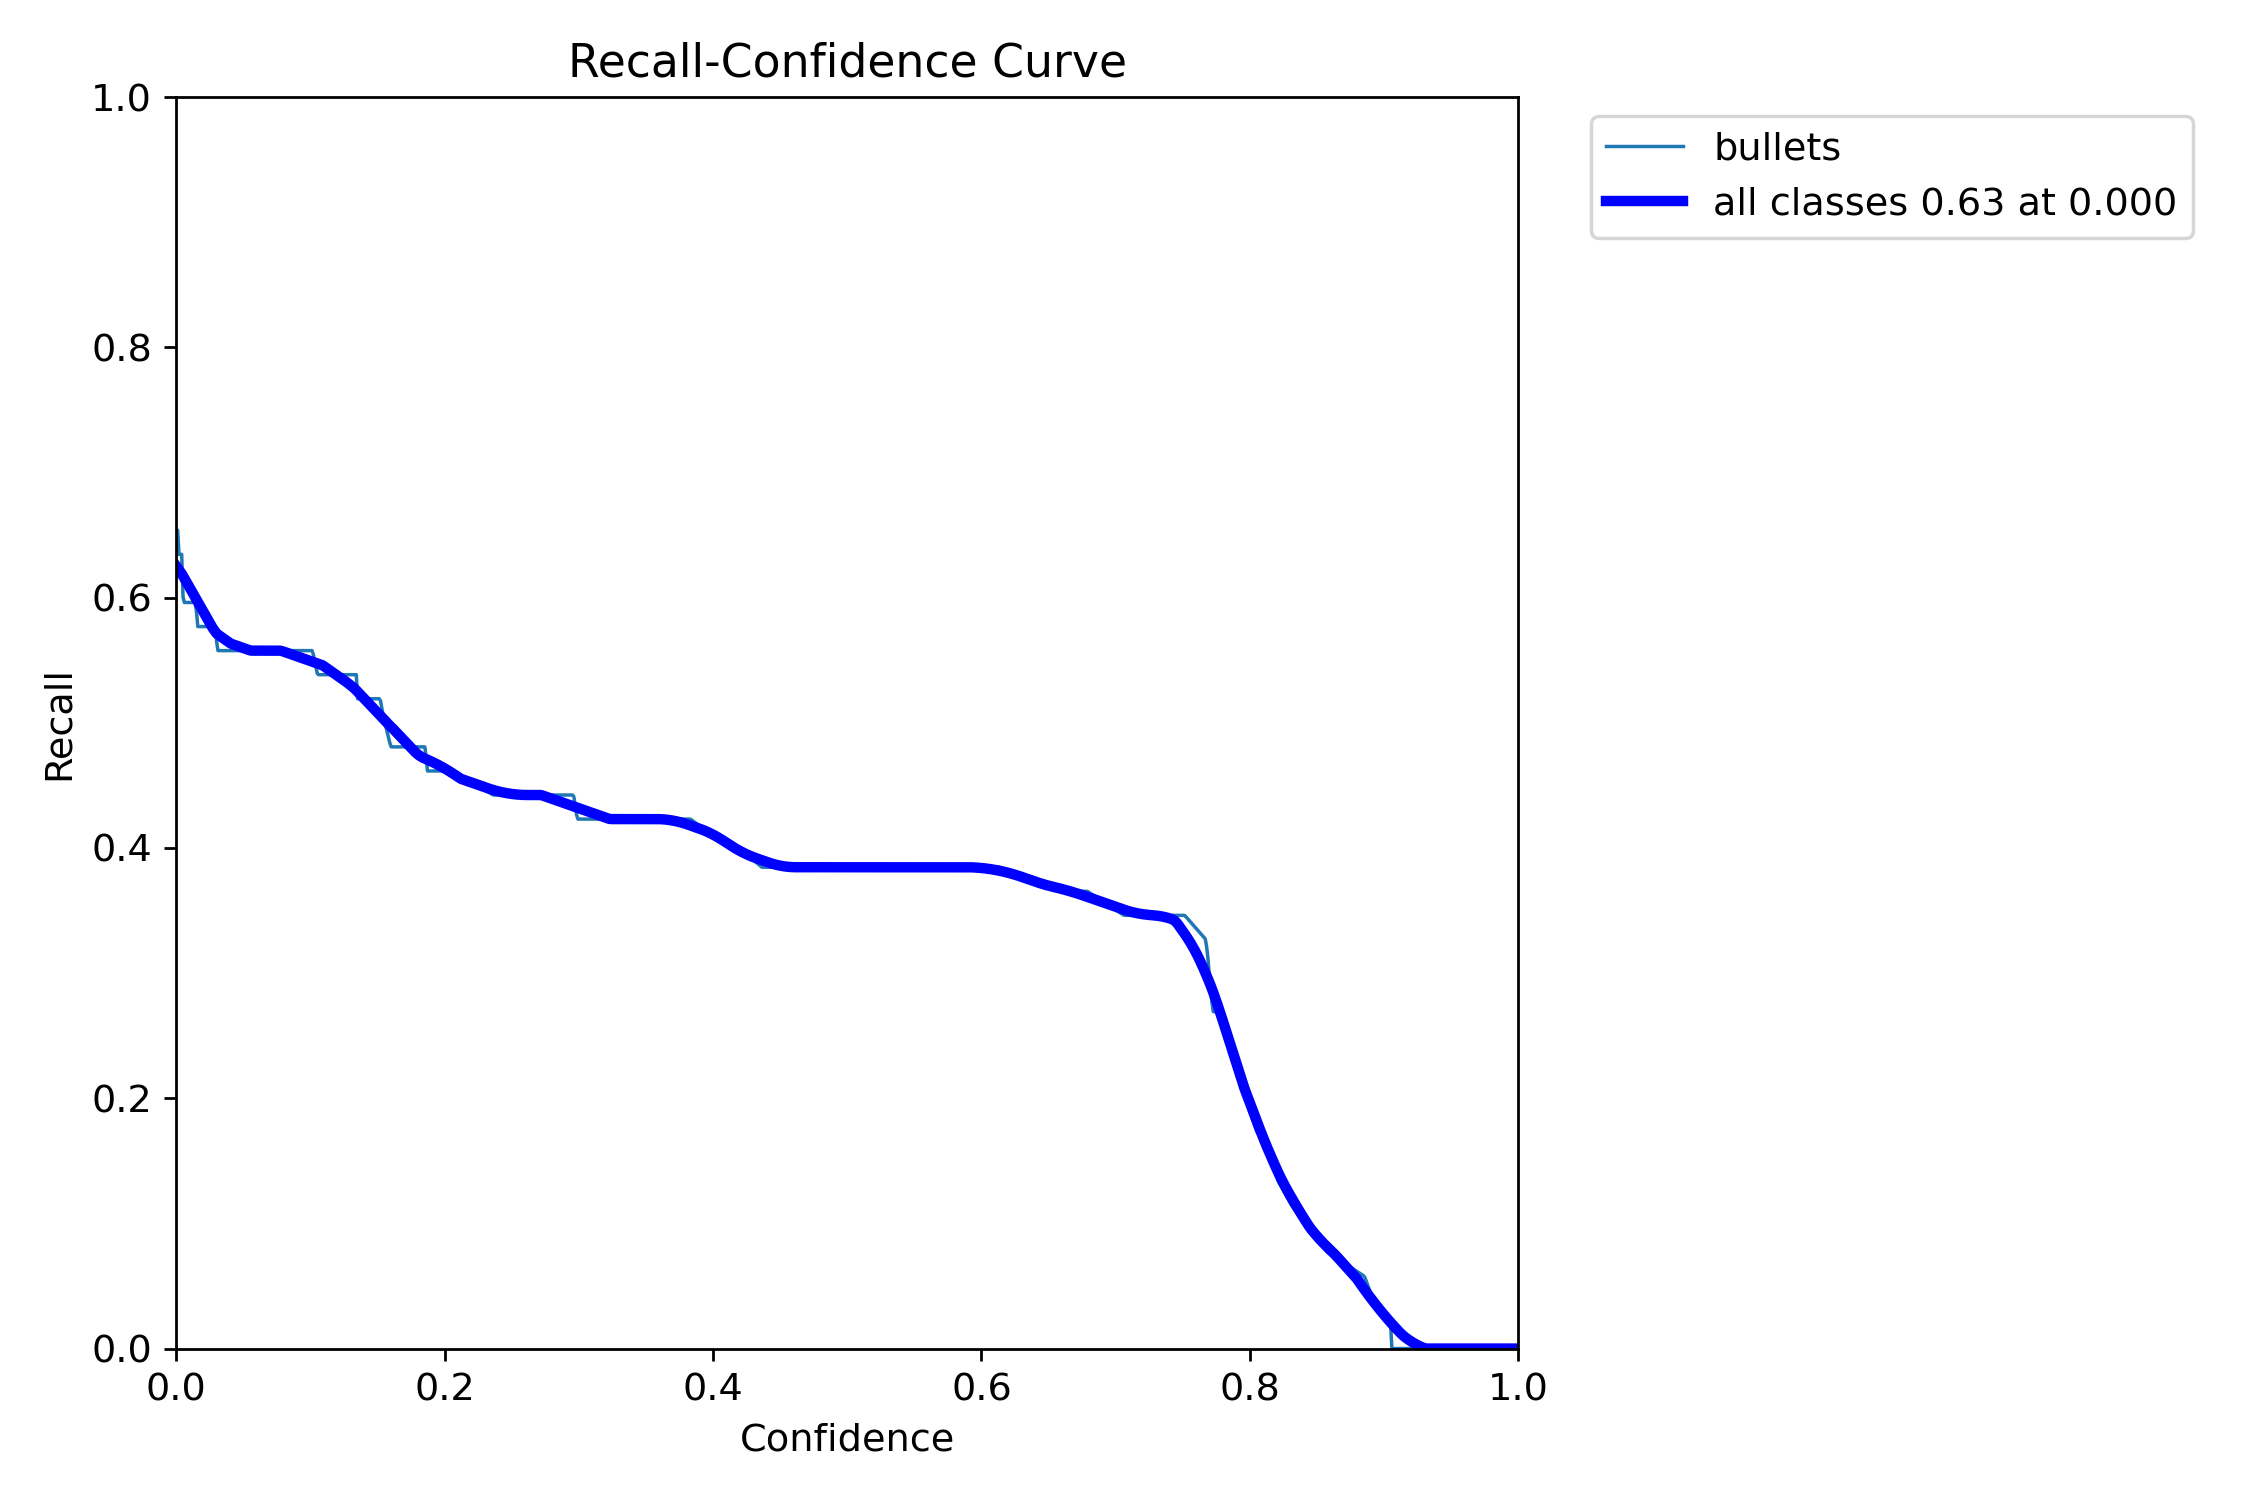 Recall-Confidence Curve
1.0
0.8
0.6
0.4
0.2
0.0
Recall
0.0 0.2 0.4 0.6 0.8 1.0
Confidence
bullets
all classes 0.63 at 0.000